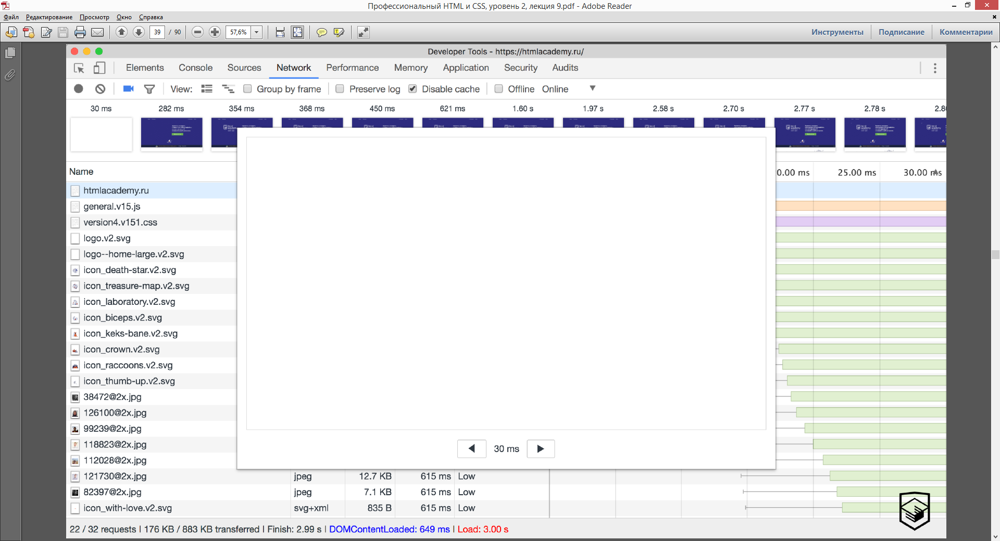 Профессиональный HTML и CSS, уровень 2, лекция 9.pdf - Adobe Reader
Файл Редактирование Просмотр Окно Справка
39 / 90 57,6% Инструменты Подписание Комментарии
Developer Tools - https://htmlacademy.ru/
Elements Console Sources Network Performance Memory Application Security Audits
View: Group by frame Preserve log Disable cache Offline Online
30 ms 282 ms 354 ms 368 ms 450 ms 621 ms 1.60 s 1.97 s 2.58 s 2.70 s 2.77 s 2.78 s 2.8
Name 0.00 ms 25.00 ms 30.00 ms
htmlacademy.ru
general.v15.js
version4.v151.css
logo.v2.svg
logo--home-large.v2.svg
icon_death-star.v2.svg
icon_treasure-map.v2.svg
icon_laboratory.v2.svg
icon_biceps.v2.svg
icon_keks-bane.v2.svg
icon_crown.v2.svg
icon_raccoons.v2.svg
icon_thumb-up.v2.svg
38472@2x.jpg
126100@2x.jpg
99239@2x.jpg
118823@2x.jpg
30 ms
112028@2x.jpg
121730@2x.jpg jpeg 12.7 KB 615 ms Low
82397@2x.jpg jpeg 7.1 KB 615 ms Low
icon_with-love.v2.svg svg+xml 835 B 615 ms Low
22 / 32 requests | 176 KB / 883 KB transferred | Finish: 2.99 s | DOMContentLoaded: 649 ms | Load: 3.00 s